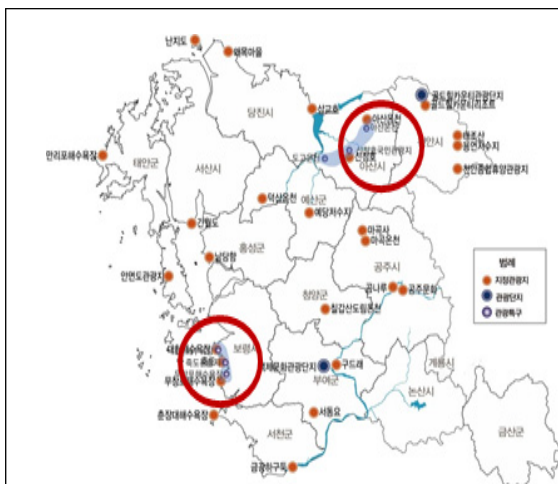 난지도
왜목마을
골드힐카운티관광단지
골드힐카운티리조트
당진시
삽교호
아산온천
태조산
용연저수지
만리포해수욕장
태안군
서산시
도고온천
신정호
아산시
천안종합휴양관광지
덕산온천
예산군
예당저수지
간월도
홍성군
마곡사
마곡온천
남당항
공주시
안면도관광지
청양군
곰나루
공주문화
칠갑산도립온천
범례
지정관광지
관광단지
관광특구
보령시
계룡시
구드래
부여군
논산시
춘장대해수욕장
서동요
서천군
금산군
금강하구둑